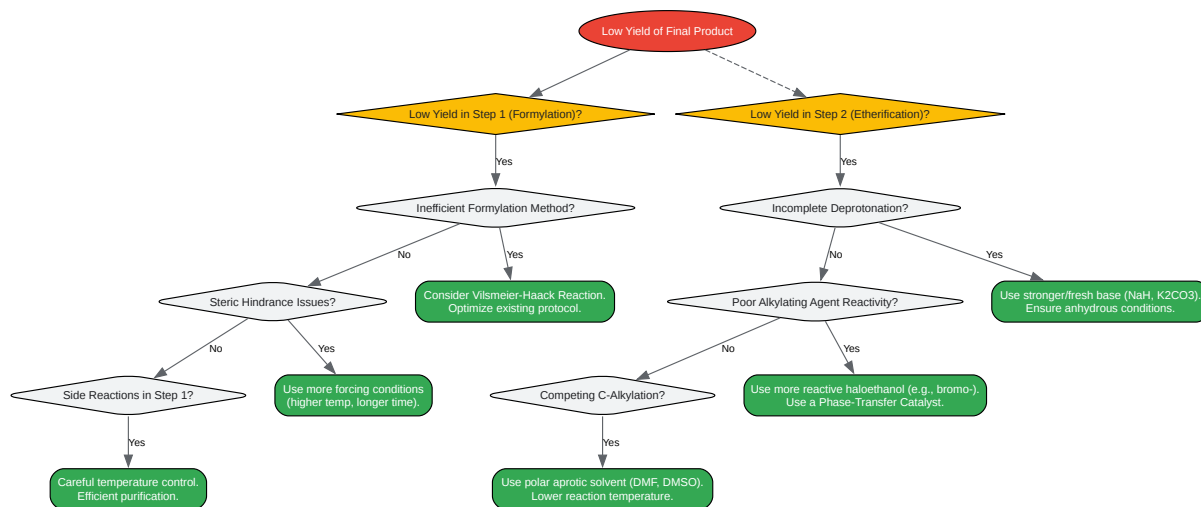 Low Yield of Final Product
Low Yield in Step 1 (Formylation)?
Low Yield in Step 2 (Etherification)?
Yes
Yes
Inefficient Formylation Method?
Incomplete Deprotonation?
No
Yes
No
Yes
Steric Hindrance Issues?
Consider Vilsmeier-Haack Reaction.
Optimize existing protocol.
Poor Alkylating Agent Reactivity?
Use stronger/fresh base (NaH, K2CO3).
Ensure anhydrous conditions.
No
Yes
No
Yes
Side Reactions in Step 1?
Use more forcing conditions
(higher temp, longer time).
Competing C-Alkylation?
Use more reactive haloethanol (e.g., bromo-).
Use a Phase-Transfer Catalyst.
Yes
Yes
Careful temperature control.
Efficient purification.
Use polar aprotic solvent (DMF, DMSO).
Lower reaction temperature.